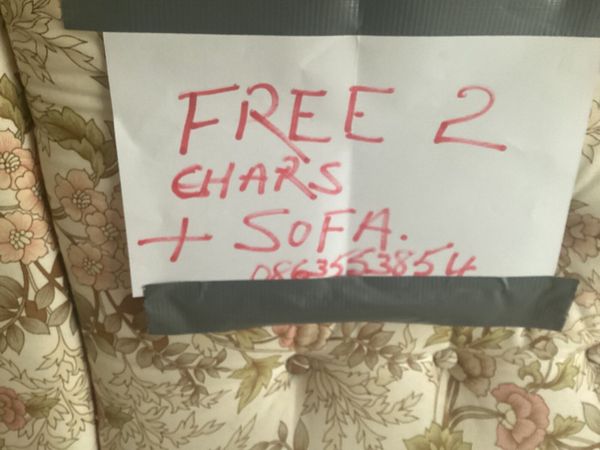 FREE 2
CHARS
+ SOFA.
0863553854